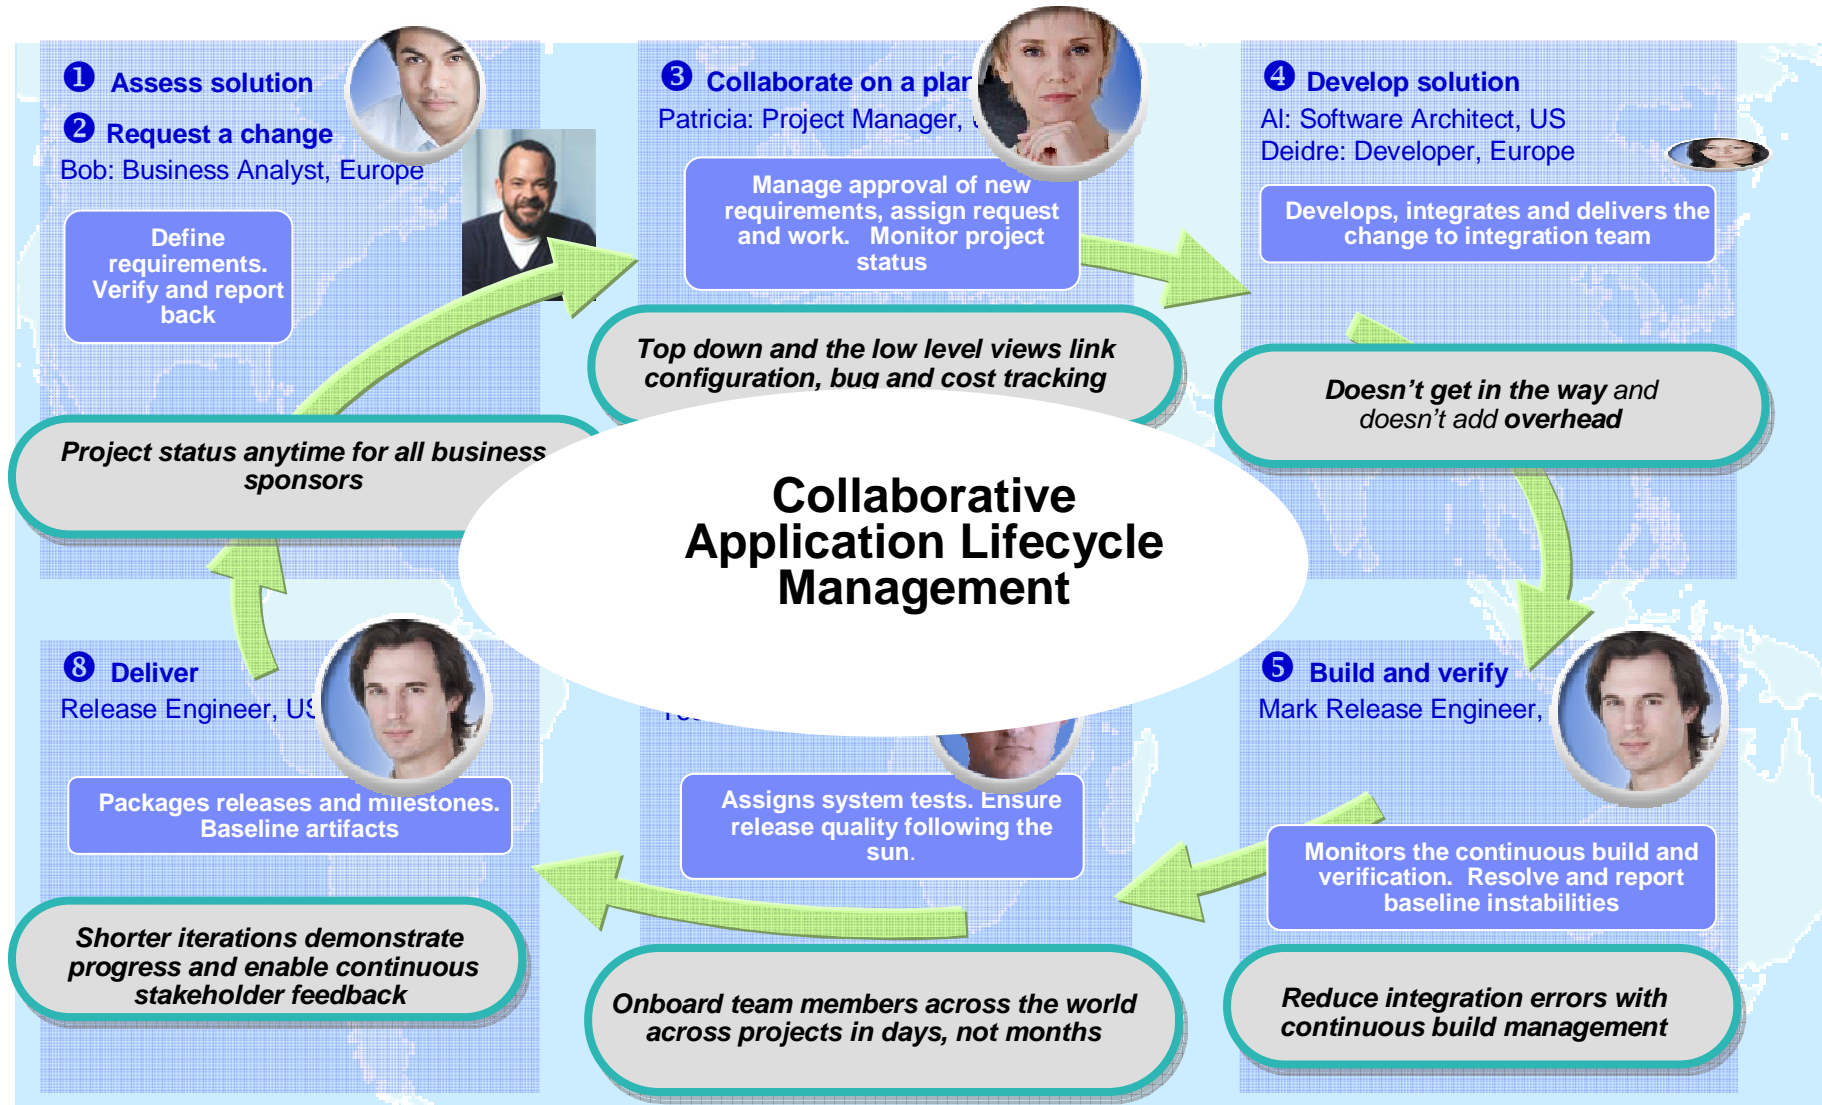 ❶ Assess solution
❷ Request a change
Bob: Business Analyst, Europe
Define
requirements.
Verify and report
back
Project status anytime for all business
sponsors
❸ Collaborate on a plan
Patricia: Project Manager,
Manage approval of new
requirements, assign request
and work. Monitor project
status
Top down and the low level views link
configuration, bug and cost tracking
❹ Develop solution
Al: Software Architect, US
Deidre: Developer, Europe
Develops, integrates and delivers the
change to integration team
Doesn't get in the way and
doesn't add overhead
Collaborative
Application Lifecycle
Management
❽ Deliver
Release Engineer, US
Packages releases and milestones.
Baseline artifacts
Shorter iterations demonstrate
progress and enable continuous
stakeholder feedback
Assigns system tests. Ensure
release quality following the
sun.
Onboard team members across the world
across projects in days, not months
❺ Build and verify
Mark Release Engineer,
Monitors the continuous build and
verification. Resolve and report
baseline instabilities
Reduce integration errors with
continuous build management